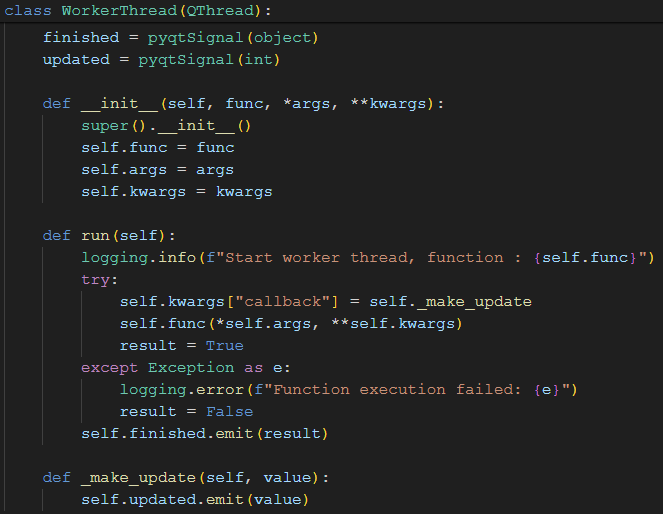 class WorkerThread(QThread):
    finished = pyqtSignal(object)
    updated = pyqtSignal(int)
    def __init__(self, func, *args, **kwargs):
        super().__init__()
        self.func = func
        self.args = args
        self.kwargs = kwargs
    def run(self):
        logging.info(f"Start worker thread, function : {self.func}")
        try:
            self.kwargs["callback"] = self._make_update
            self.func(*self.args, **self.kwargs)
            result = True
        except Exception as e:
            logging.error(f"Function execution failed: {e}")
            result = False
        self.finished.emit(result)
    def _make_update(self, value):
        self.updated.emit(value)